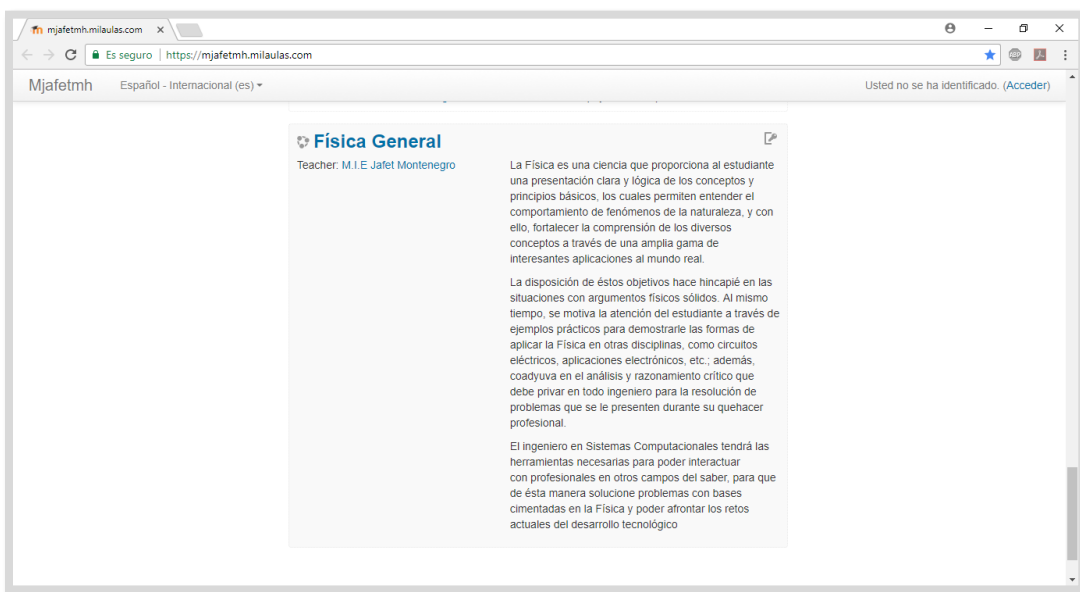 mjafetmh.milaulas.com
Es seguro | https://mjafetmh.milaulas.com
ABP
Mjafetmh Español - Internacional (es) Usted no se ha identificado. (Acceder)
Física General
Teacher: M.I.E Jafet Montenegro
La Física es una ciencia que proporciona al estudiante
una presentación clara y lógica de los conceptos y
principios básicos, los cuales permiten entender el
comportamiento de fenómenos de la naturaleza, y con
ello, fortalecer la comprensión de los diversos
conceptos a través de una amplia gama de
interesantes aplicaciones al mundo real.
La disposición de éstos objetivos hace hincapié en las
situaciones con argumentos físicos sólidos. Al mismo
tiempo, se motiva la atención del estudiante a través de
ejemplos prácticos para demostrarle las formas de
aplicar la Física en otras disciplinas, como circuitos
eléctricos, aplicaciones electrónicos, etc.; además,
coadyuva en el análisis y razonamiento crítico que
debe privar en todo ingeniero para la resolución de
problemas que se le presenten durante su quehacer
profesional.
El ingeniero en Sistemas Computacionales tendrá las
herramientas necesarias para poder interactuar
con profesionales en otros campos del saber, para que
de ésta manera solucione problemas con bases
cimentadas en la Física y poder afrontar los retos
actuales del desarrollo tecnológico